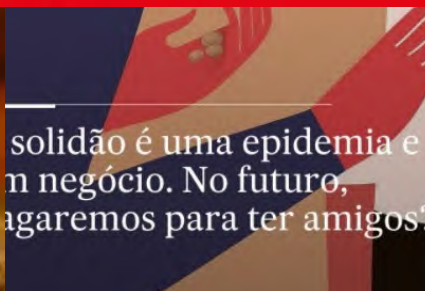 solidão é uma epidemia e
m negócio. No futuro,
agaremos para ter amigos?